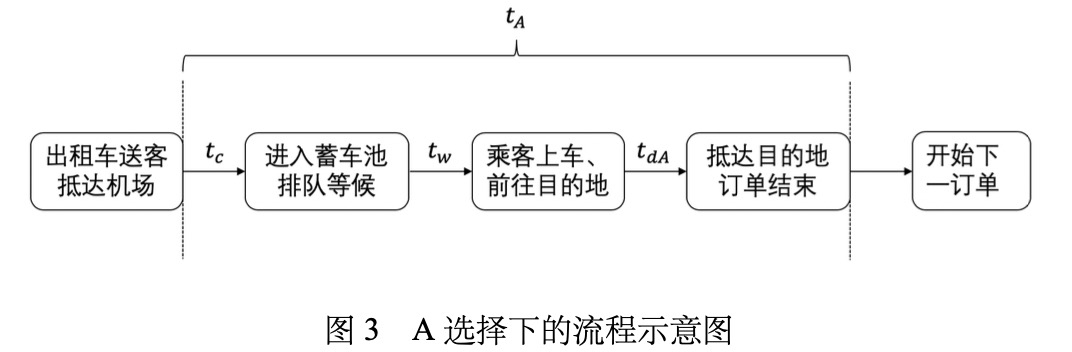 t_A
出租车送客
抵达机场
t_c
进入蓄车池
排队等候
t_w
乘客上车、
前往目的地
t_dA
抵达目的地
订单结束
开始下
一订单
图 3 A 选择下的流程示意图